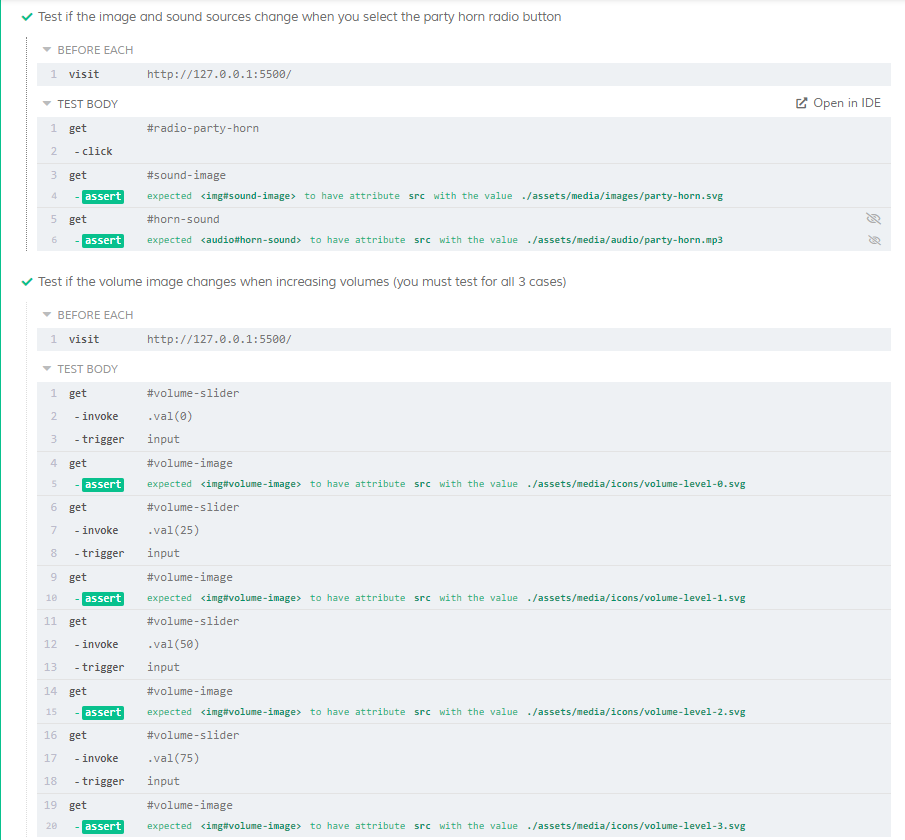 Test if the image and sound sources change when you select the party horn radio button
BEFORE EACH
1 visit http://127.0.0.1:5500/
TEST BODY Open in IDE
1 get #radio-party-horn
2 -click
3 get #sound-image
4 -assert expected <img#sound-image> to have attribute src with the value ./assets/media/images/party-horn.svg
5 get #horn-sound
6 -assert expected <audio#horn-sound> to have attribute src with the value ./assets/media/audio/party-horn.mp3
Test if the volume image changes when increasing volumes (you must test for all 3 cases)
BEFORE EACH
1 visit http://127.0.0.1:5500/
TEST BODY
1 get #volume-slider
2 -invoke .val(0)
3 -trigger input
4 get #volume-image
5 -assert expected <img#volume-image> to have attribute src with the value ./assets/media/icons/volume-level-0.svg
6 get #volume-slider
7 -invoke .val(25)
8 -trigger input
9 get #volume-image
10 -assert expected <img#volume-image> to have attribute src with the value ./assets/media/icons/volume-level-1.svg
11 get #volume-slider
12 -invoke .val(50)
13 -trigger input
14 get #volume-image
15 -assert expected <img#volume-image> to have attribute src with the value ./assets/media/icons/volume-level-2.svg
16 get #volume-slider
17 -invoke .val(75)
18 -trigger input
19 get #volume-image
20 -assert expected <img#volume-image> to have attribute src with the value ./assets/media/icons/volume-level-3.svg